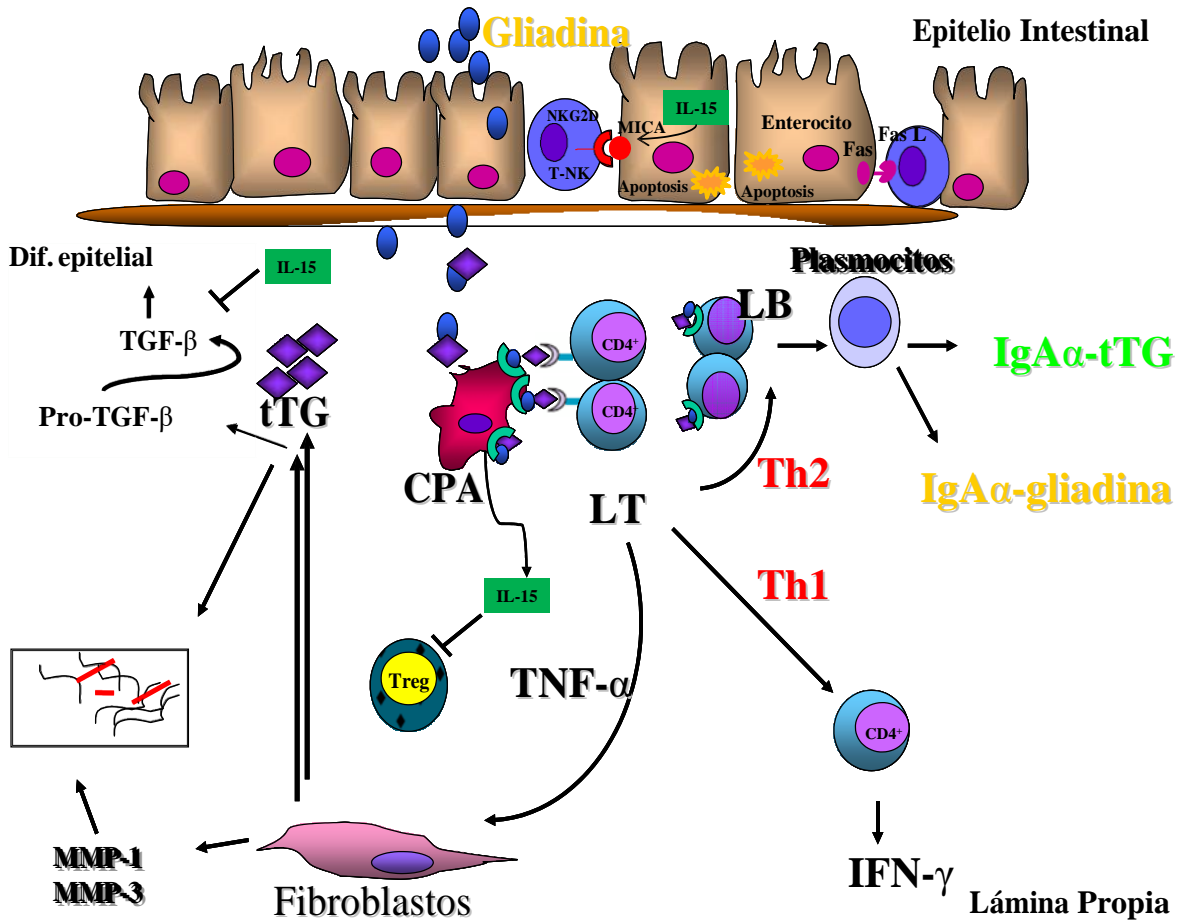 Gliadina
Epitelio Intestinal
NKG2D
MICA
IL-15
T-NK
Apoptosis
Enterocito
Apoptosis
Fas
Fas L
Dif. epitelial
IL-15
TGF-β
Pro-TGF-β
tTG
CPA
CD4+
CD4+
LT
LB
Plasmocitos
IgAα-tTG
IgAα-gliadina
Th2
Th1
IL-15
Treg
TNF-α
CD4+
IFN-γ
MMP-1
MMP-3
Fibroblastos
Lámina Propia